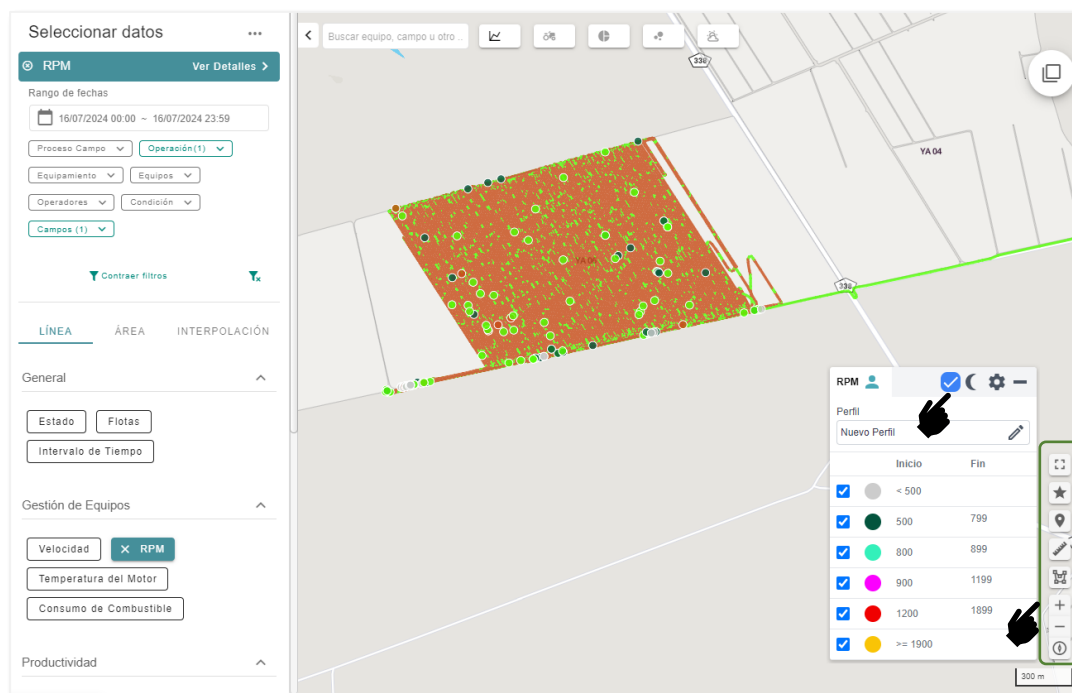 Seleccionar datos
RPM Ver Detalles
Rango de fechas
16/07/2024 00:00 ~ 16/07/2024 23:59
Proceso Campo Operación(1)
Equipamiento Equipos
Operadores Condición
Campos (1)
Contraer filtros
LÍNEA ÁREA INTERPOLACIÓN
General
Estado Flotas
Intervalo de Tiempo
Gestión de Equipos
Velocidad RPM
Temperatura del Motor
Consumo de Combustible
Productividad
Buscar equipo, campo u otro ..
338
YA 04
YA 01
338
RPM
Perfil
Nuevo Perfil
Inicio Fin
< 500
500 799
800 899
900 1199
1200 1899
>= 1900
300 m